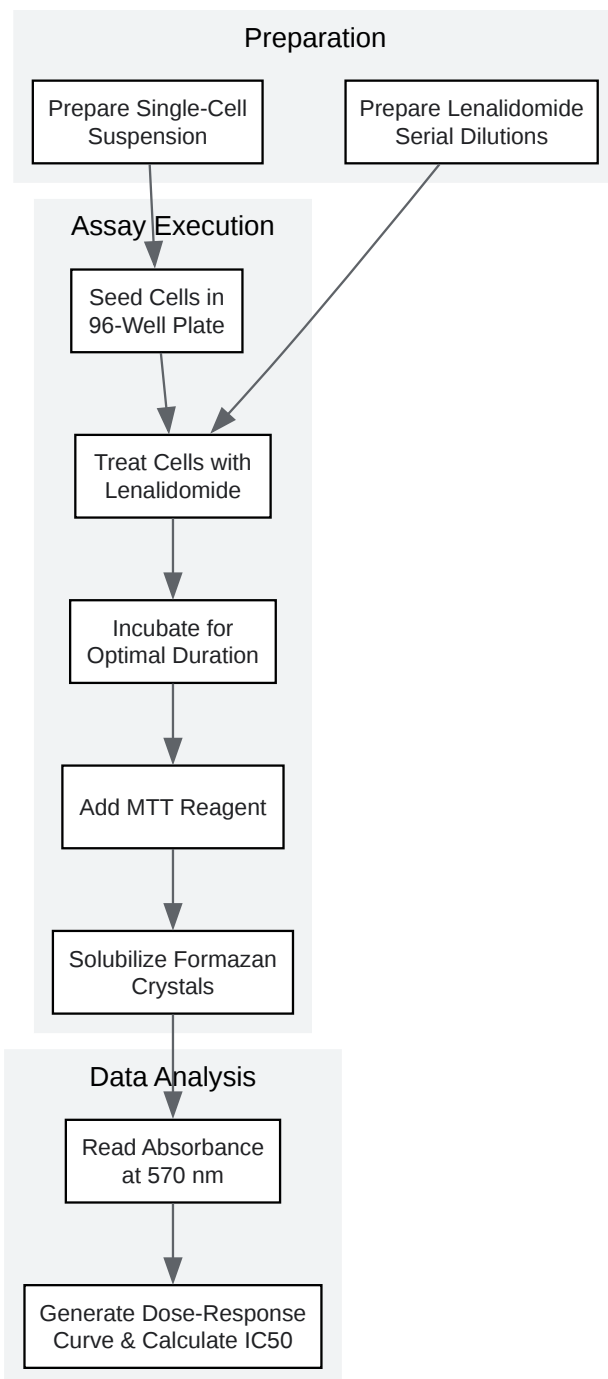 Preparation
Prepare Single-Cell
Suspension
Prepare Lenalidomide
Serial Dilutions
Assay Execution
Seed Cells in
96-Well Plate
Treat Cells with
Lenalidomide
Incubate for
Optimal Duration
Add MTT Reagent
Solubilize Formazan
Crystals
Data Analysis
Read Absorbance
at 570 nm
Generate Dose-Response
Curve & Calculate IC50